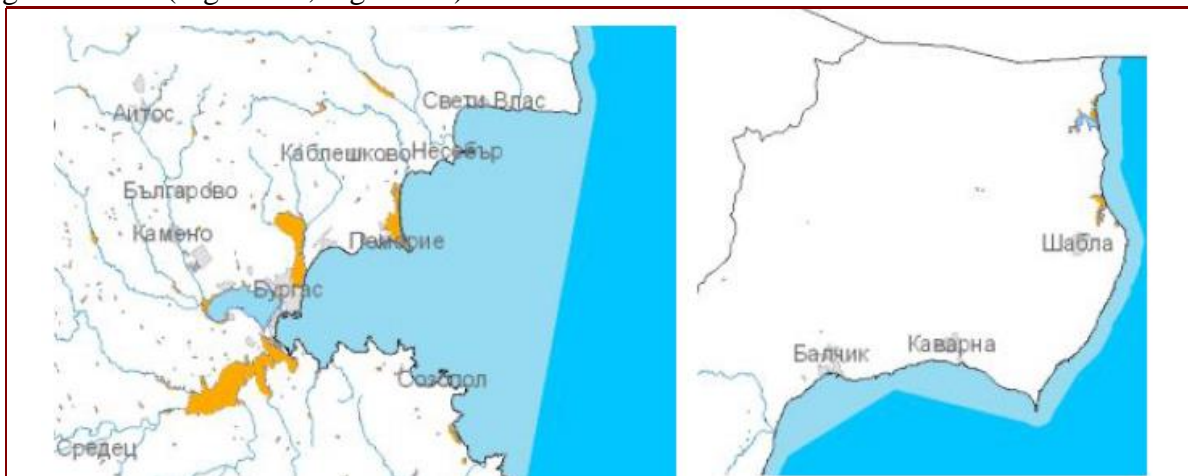 Свети Влас
Айтос
Каблешково Несебър
Българово
Камено
Поморие
Бургас
Созопол
Средец
Шабла
Каварна
Балчик